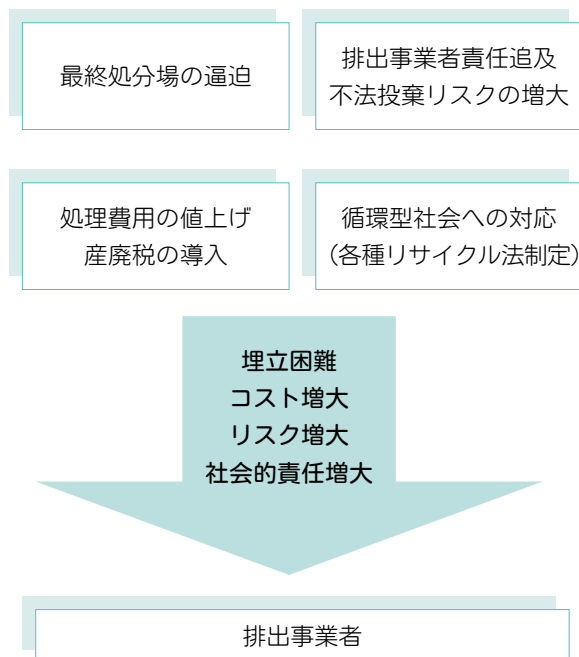 最終処分場の逼迫
排出事業者責任追及
不法投棄リスクの増大
処理費用の値上げ
産廃税の導入
循環型社会への対応
(各種リサイクル法制定)
埋立困難
コスト増大
リスク増大
社会的責任増大
排出事業者